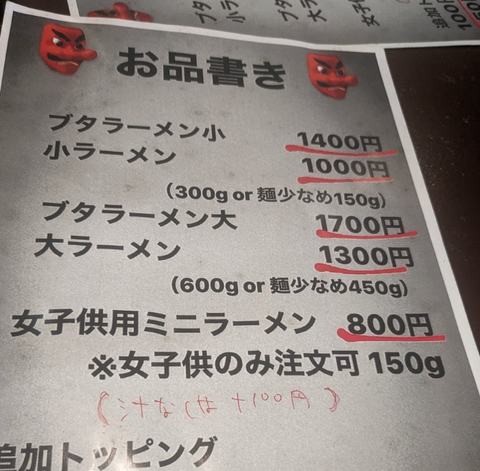 お品書き
ブタラーメン小 1400円
小ラーメン 1000円
(300g or 麺少なめ150g)
ブタラーメン大 1700円
大ラーメン 1300円
(600g or 麺少なめ450g)
女子供用ミニラーメン 800円
※女子供のみ注文可 150g
(汁なしは +100円)
追加トッピング